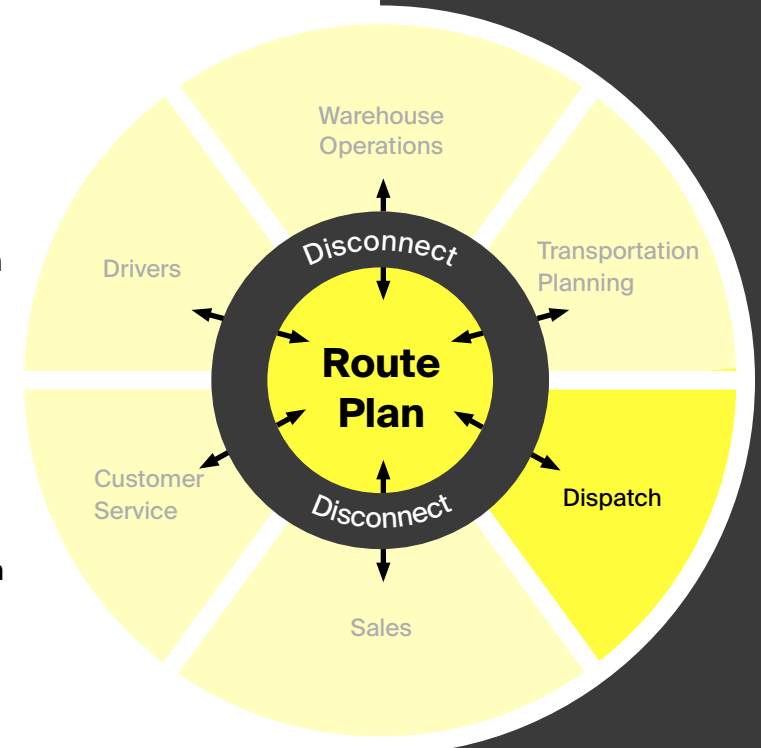 Warehouse
Operations
Transportation
Planning
Drivers
Disconnect
Route
Plan
Customer
Service
Disconnect
Dispatch
Sales